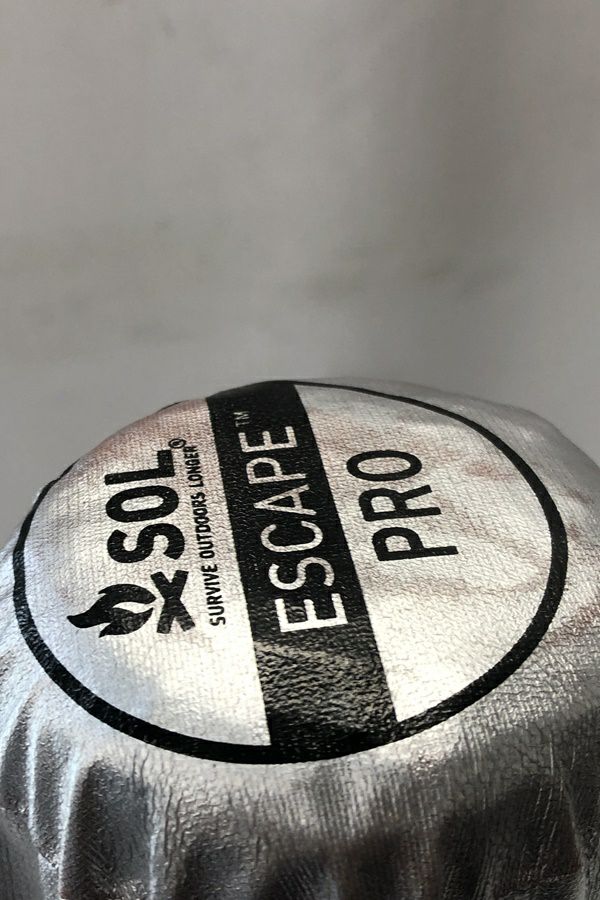 SOL®
SURVIVE OUTDOORS LONGER
ESCAPE™
PRO